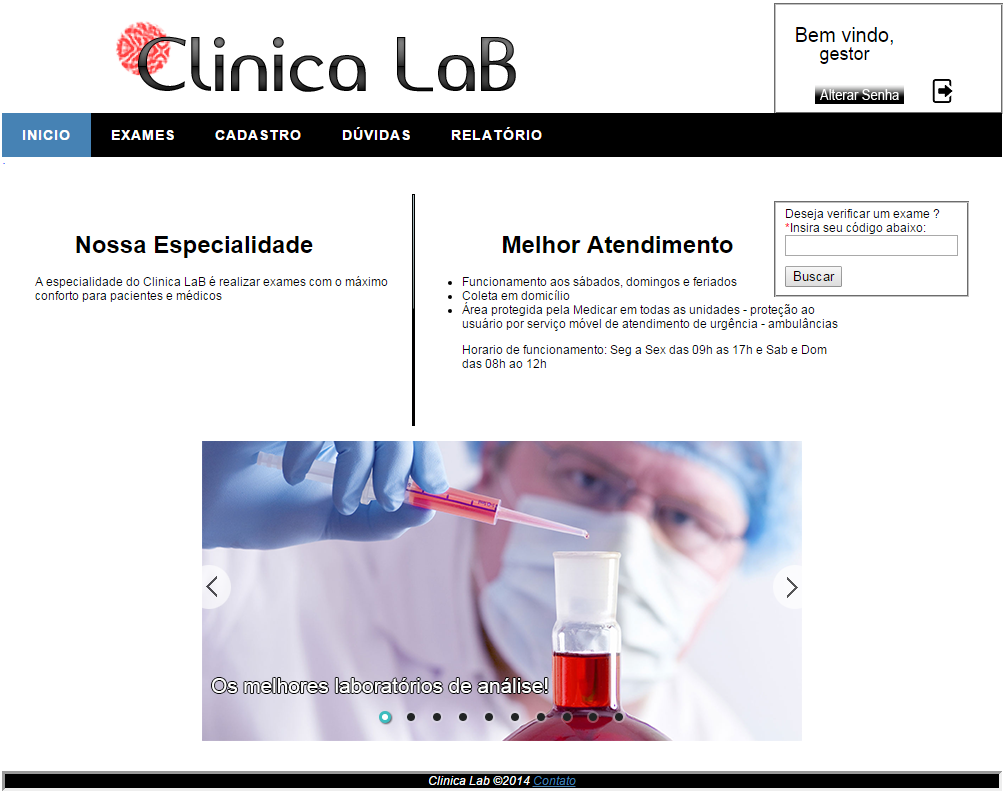 Clinica LaB
Bem vindo,
gestor
Alterar Senha
INICIO EXAMES CADASTRO DÚVIDAS RELATÓRIO
Nossa Especialidade
A especialidade do Clinica LaB é realizar exames com o máximo
conforto para pacientes e médicos
Melhor Atendimento
Funcionamento aos sábados, domingos e feriados
Coleta em domicílio
Área protegida pela Medicar em todas as unidades - proteção ao
usuário por serviço móvel de atendimento de urgência - ambulâncias
Horario de funcionamento: Seg a Sex das 09h as 17h e Sab e Dom
das 08h ao 12h
Deseja verificar um exame ?
*Insira seu código abaixo:
Buscar
Os melhores laboratórios de análise!
Clinica Lab ©2014 Contato